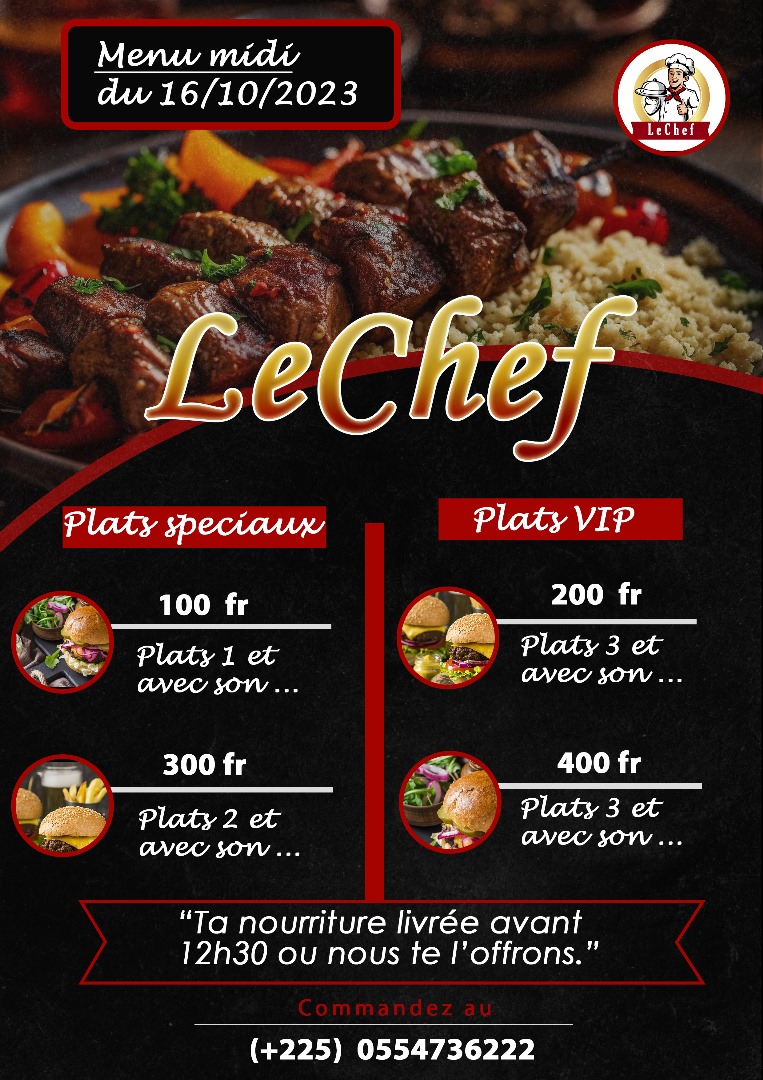 Menu midi
du 16/10/2023
LeChef
LeChef
Plats speciaux
100 fr
Plats 1 et
avec son ...
300 fr
Plats 2 et
avec son ...
Plats VIP
200 fr
Plats 3 et
avec son ...
400 fr
Plats 3 et
avec son ...
“Ta nourriture livrée avant
12h30 ou nous te l’offrons.”
Commandez au
(+225) 0554736222